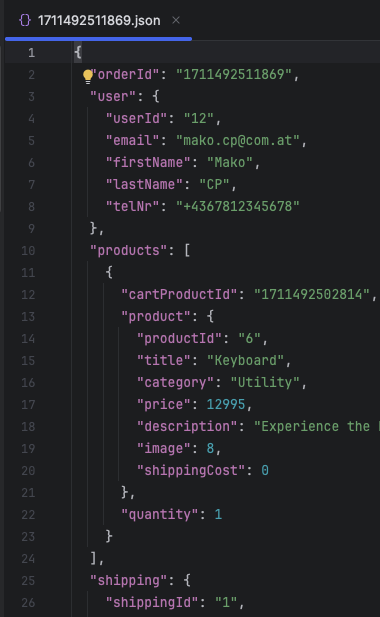 {} 1711492511869.json ×
1 {
2 "orderId": "1711492511869",
3 "user": {
4 "userId": "12",
5 "email": "mako.cp@com.at",
6 "firstName": "Mako",
7 "lastName": "CP",
8 "telNr": "+4367812345678"
9 },
10 "products": [
11 {
12 "cartProductId": "1711492502814",
13 "product": {
14 "productId": "6",
15 "title": "Keyboard",
16 "category": "Utility",
17 "price": 12995,
18 "description": "Experience the
19 "image": 8,
20 "shippingCost": 0
21 },
22 "quantity": 1
23 }
24 ],
25 "shipping": {
26 "shippingId": "1",